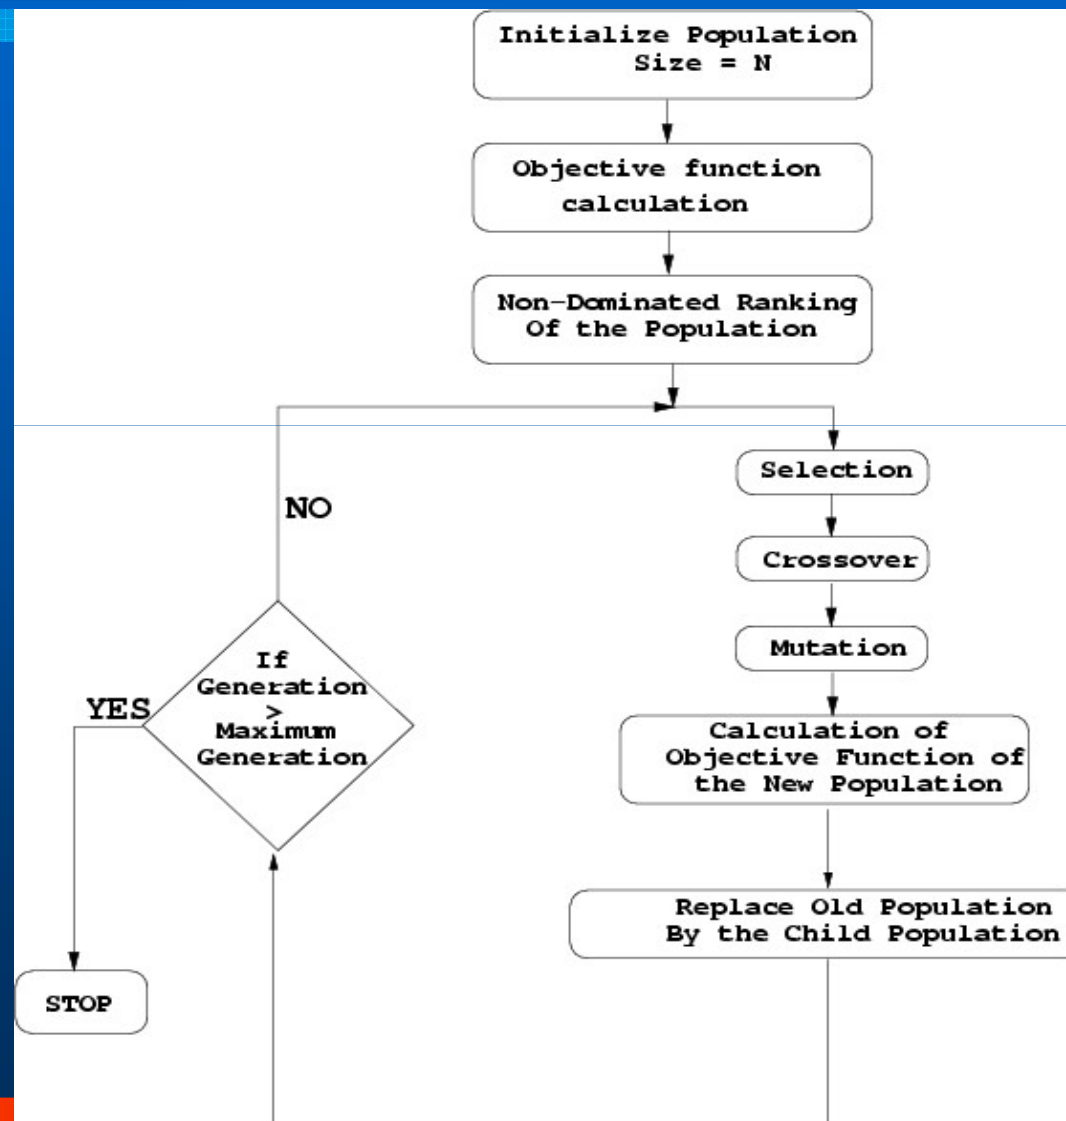 Initialize Population
Size = N
Objective function
calculation
Non-Dominated Ranking
Of the Population
Selection
NO
Crossover
Mutation
If
Generation
>
Maximum
Generation
YES
Calculation of
Objective Function of
the New Population
Replace Old Population
By the Child Population
STOP